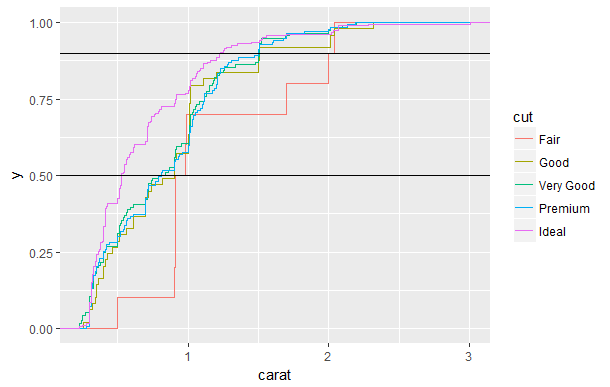 1.00
0.75
0.50
0.25
0.00
y
1
2
3
carat
cut
Fair
Good
Very Good
Premium
Ideal